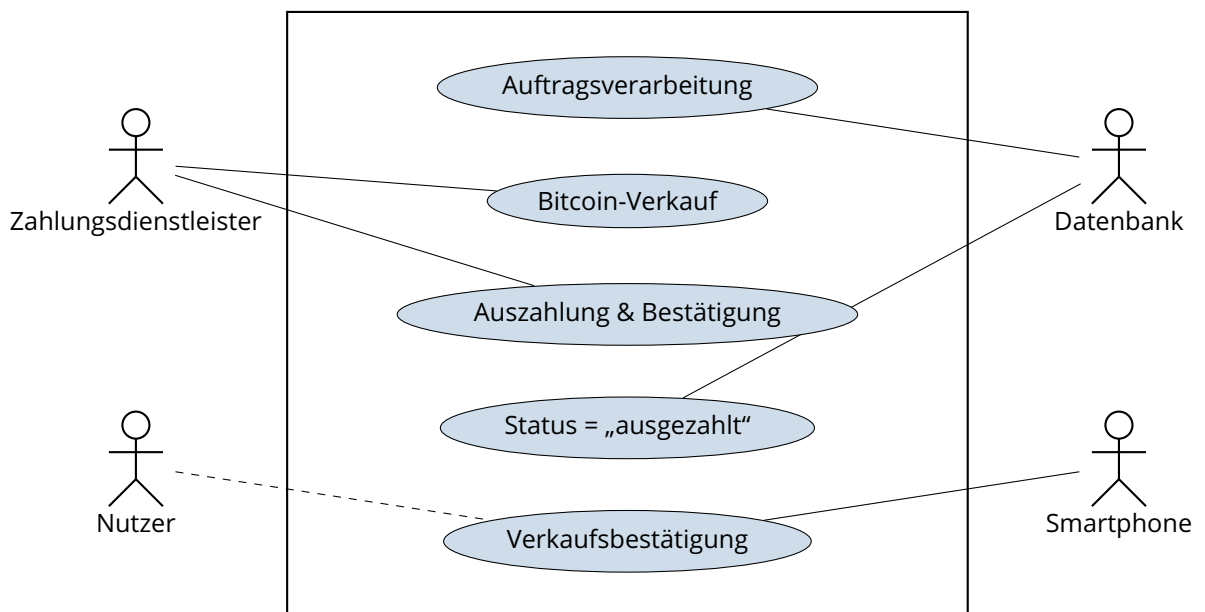 Auftragsverarbeitung
Bitcoin-Verkauf
Zahlungsdienstleister
Datenbank
Auszahlung & Bestätigung
Status = „ausgezahlt“
Nutzer
Smartphone
Verkaufsbestätigung